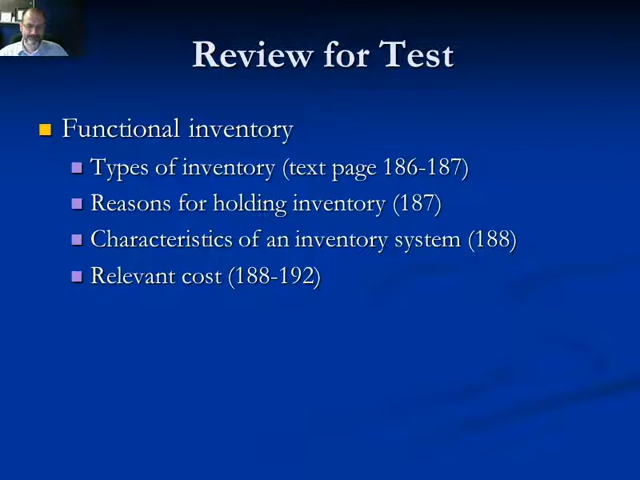 Review for Test
Functional inventory
Types of inventory (text page 186-187)
Reasons for holding inventory (187)
Characteristics of an inventory system (188)
Relevant cost (188-192)